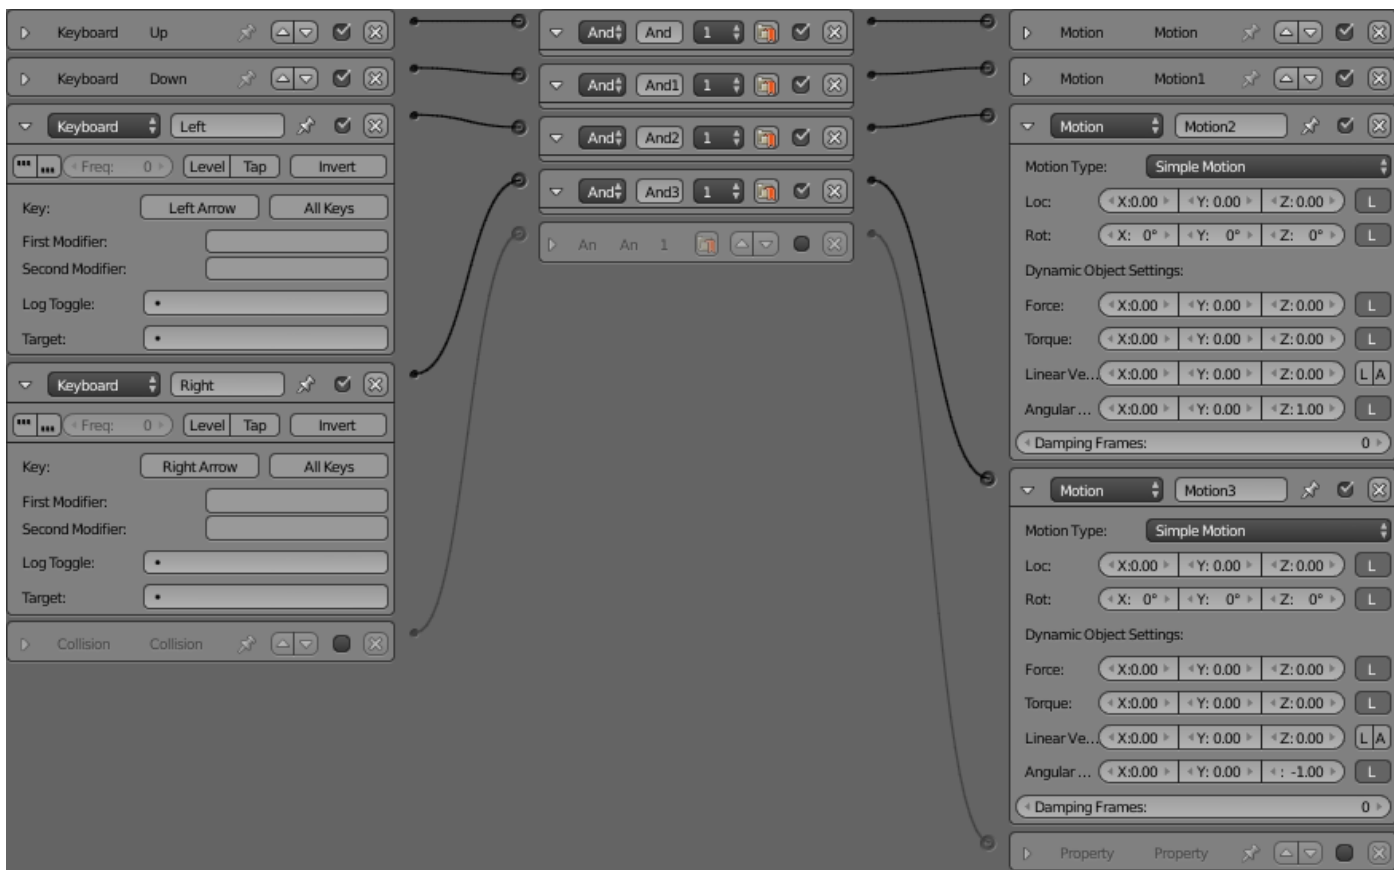 Keyboard Up
Keyboard Down
Keyboard Left
Freq: 0 Level Tap Invert
Key: Left Arrow All Keys
First Modifier:
Second Modifier:
Log Toggle:
Target:
Keyboard Right
Freq: 0 Level Tap Invert
Key: Right Arrow All Keys
First Modifier:
Second Modifier:
Log Toggle:
Target:
Collision Collision
And And 1
And And1 1
And And2 1
And And3 1
An An 1
Motion Motion
Motion Motion1
Motion Motion2
Motion Type: Simple Motion
Loc: X:0.00 Y: 0.00 Z: 0.00 L
Rot: X: 0° Y: 0° Z: 0° L
Dynamic Object Settings:
Force: X:0.00 Y: 0.00 Z: 0.00 L
Torque: X:0.00 Y: 0.00 Z: 0.00 L
Linear Ve... X:0.00 Y: 0.00 Z: 0.00 L A
Angular ... X:0.00 Y: 0.00 Z: 1.00 L
Damping Frames: 0
Motion Motion3
Motion Type: Simple Motion
Loc: X:0.00 Y: 0.00 Z: 0.00 L
Rot: X: 0° Y: 0° Z: 0° L
Dynamic Object Settings:
Force: X:0.00 Y: 0.00 Z: 0.00 L
Torque: X:0.00 Y: 0.00 Z: 0.00 L
Linear Ve... X:0.00 Y: 0.00 Z: 0.00 L A
Angular ... X:0.00 Y: 0.00 : -1.00 L
Damping Frames: 0
Property Property